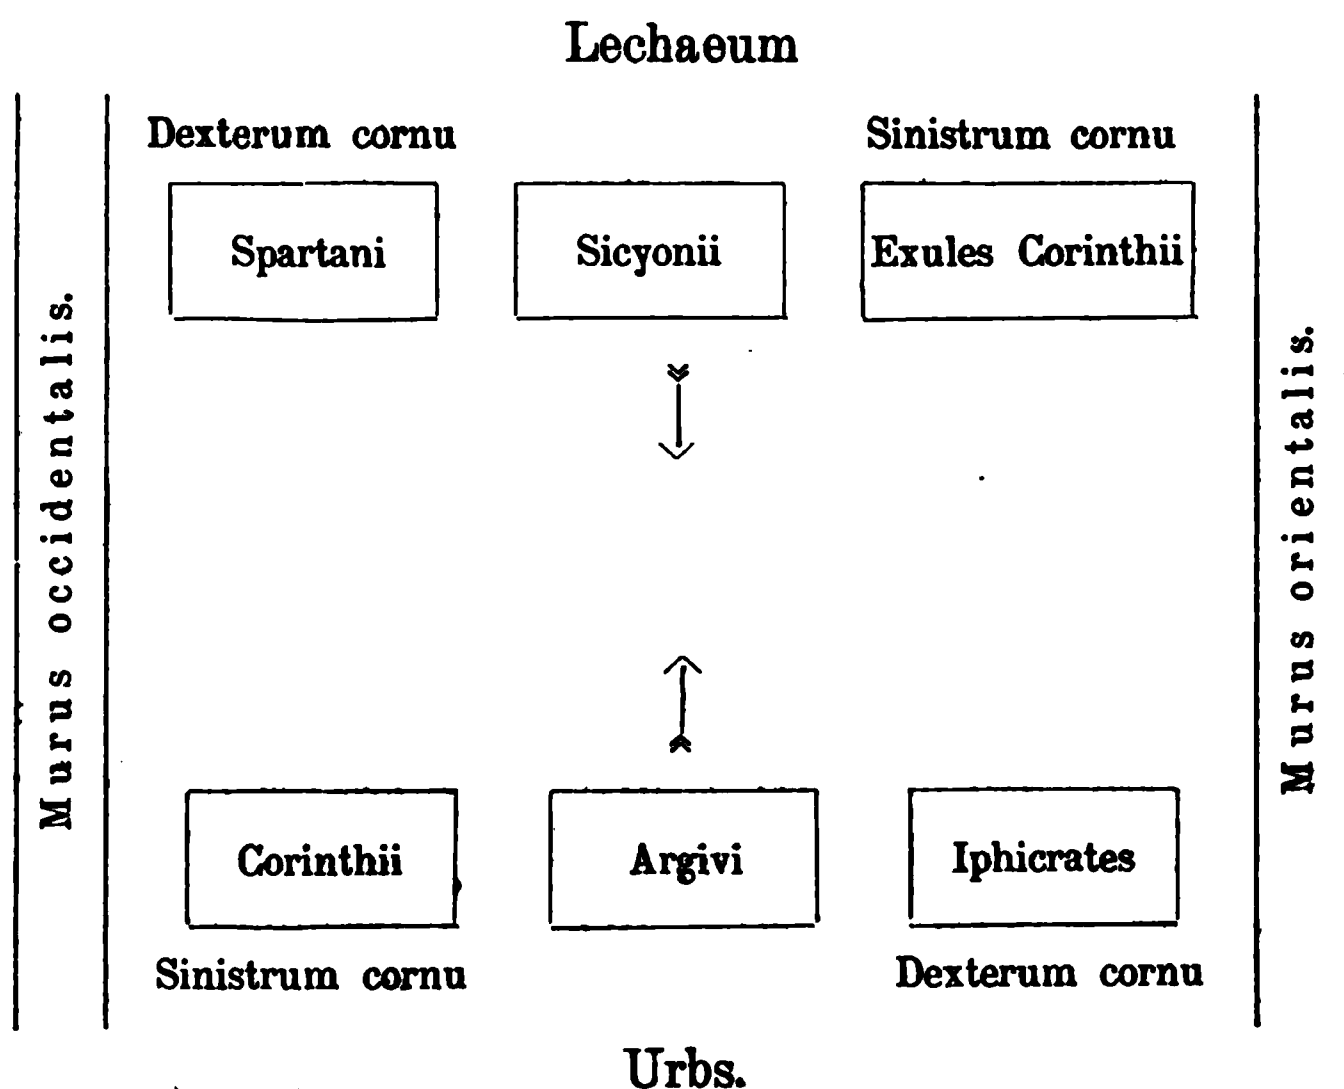 Lechaeum
Dexterum cornu
Sinistrum cornu
Spartani
Sicyonii
Exules Corinthii
Murus occidentalis.
Murus orientalis.
Corinthii
Argivi
Iphicrates
Sinistrum cornu
Dexterum cornu
Urbs.